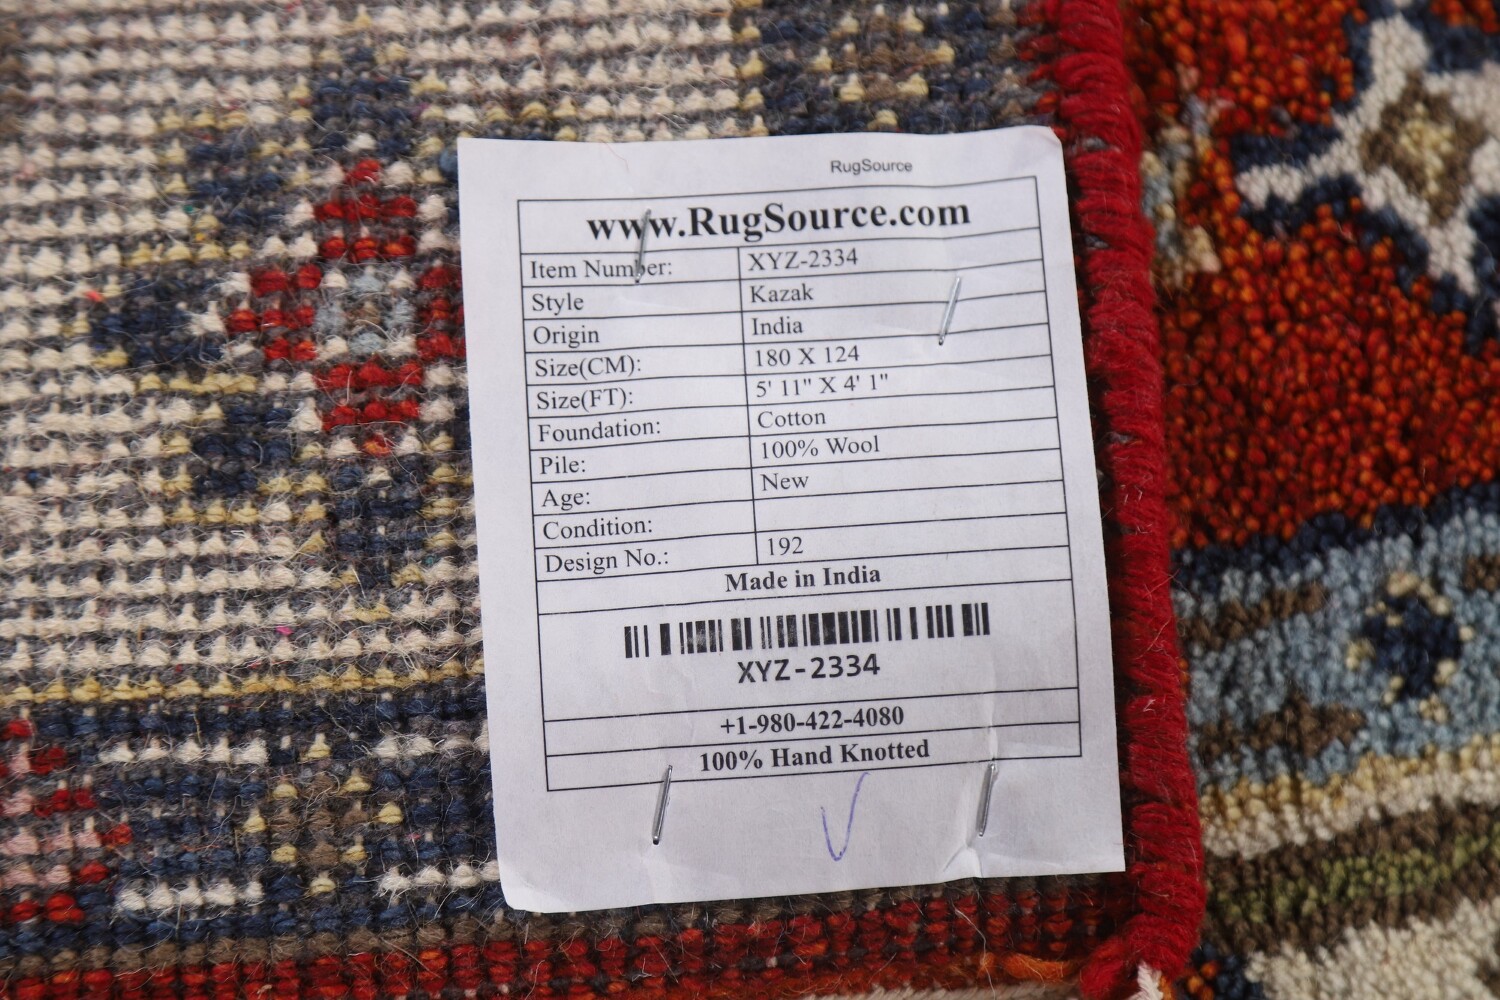 RugSource
www.RugSource.com
Item Number: XYZ-2334
Style Kazak
Origin India
Size(CM): 180 X 124
Size(FT): 5' 11" X 4' 1"
Foundation: Cotton
Pile: 100% Wool
Age: New
Condition:
Design No.: 192
Made in India
XYZ-2334
+1-980-422-4080
100% Hand Knotted